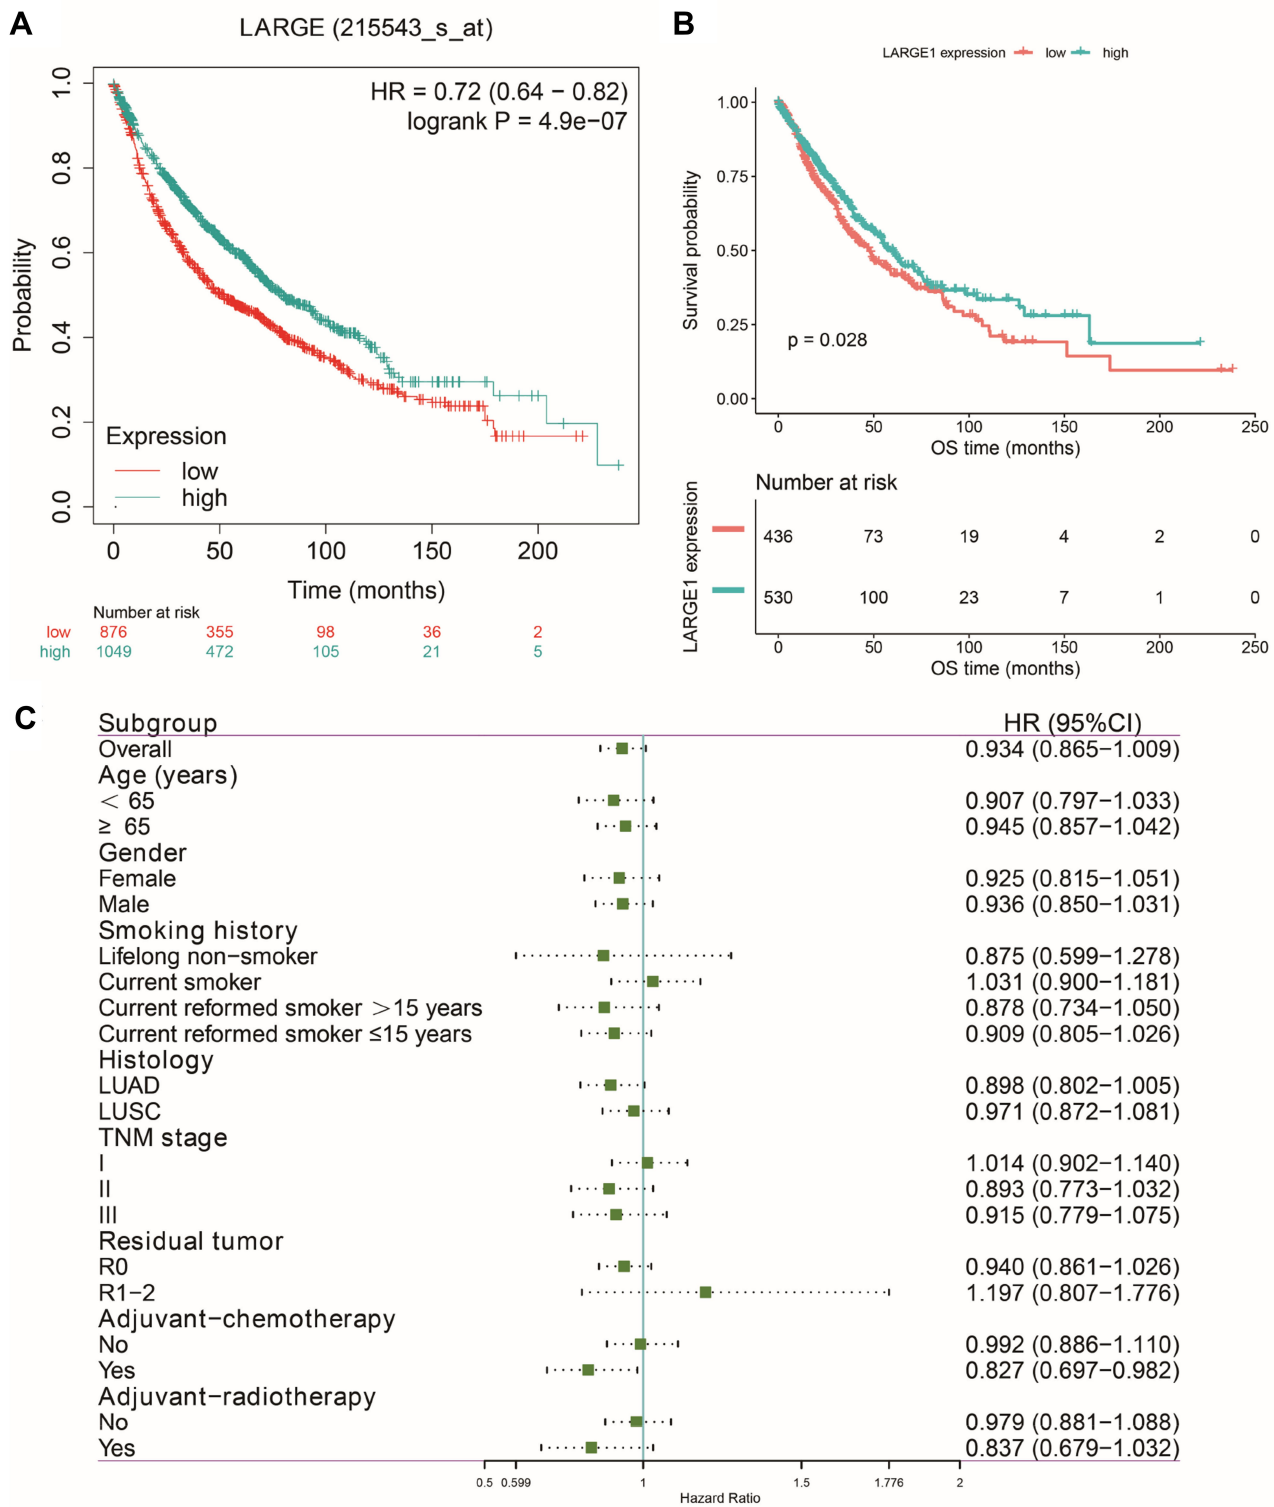 A
LARGE (215543_s_at)
HR = 0.72 (0.64 − 0.82)
logrank P = 4.9e−07
Probability
1.0
0.8
0.6
0.4
0.2
0.0
Expression
low
high
0 50 100 150 200
Time (months)
Number at risk
low 876 355 98 36 2
high 1049 472 105 21 5
B
LARGE1 expression low high
Survival probability
1.00
0.75
0.50
0.25
0.00
p = 0.028
0 50 100 150 200 250
OS time (months)
Number at risk
LARGE1 expression
436 73 19 4 2 0
530 100 23 7 1 0
0 50 100 150 200 250
OS time (months)
C
Subgroup HR (95%CI)
Overall 0.934 (0.865−1.009)
Age (years)
< 65 0.907 (0.797−1.033)
≥ 65 0.945 (0.857−1.042)
Gender
Female 0.925 (0.815−1.051)
Male 0.936 (0.850−1.031)
Smoking history
Lifelong non−smoker 0.875 (0.599−1.278)
Current smoker 1.031 (0.900−1.181)
Current reformed smoker >15 years 0.878 (0.734−1.050)
Current reformed smoker ≤15 years 0.909 (0.805−1.026)
Histology
LUAD 0.898 (0.802−1.005)
LUSC 0.971 (0.872−1.081)
TNM stage
I 1.014 (0.902−1.140)
II 0.893 (0.773−1.032)
III 0.915 (0.779−1.075)
Residual tumor
R0 0.940 (0.861−1.026)
R1−2 1.197 (0.807−1.776)
Adjuvant−chemotherapy
No 0.992 (0.886−1.110)
Yes 0.827 (0.697−0.982)
Adjuvant−radiotherapy
No 0.979 (0.881−1.088)
Yes 0.837 (0.679−1.032)
0.5 0.599 1 1.5 1.776 2
Hazard Ratio